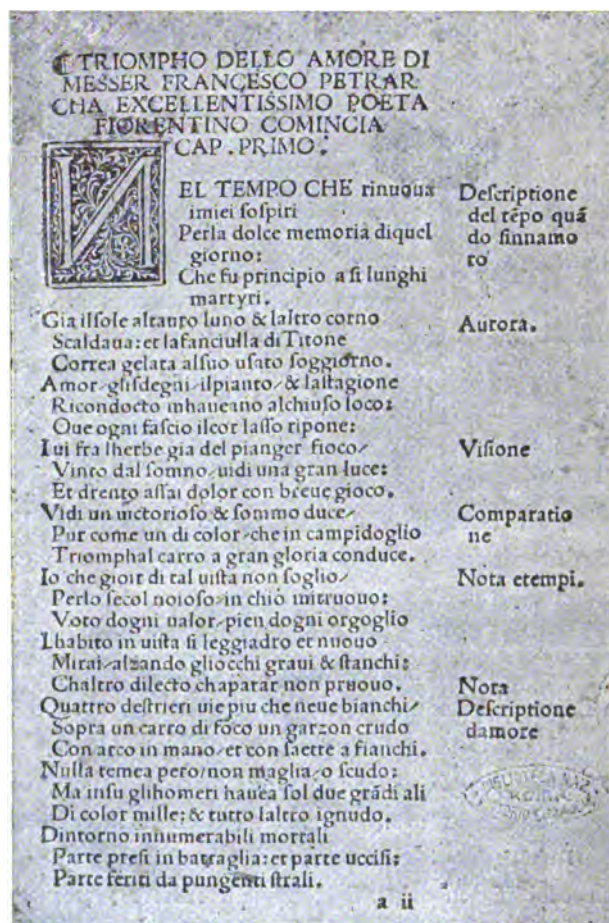 ¶ TRIOMPHO DELLO AMORE DI
MESSER FRANCESCO PETRAR
CHA EXCELLENTISSIMO POETA
FIORENTINO COMINCIA
CAP . PRIMO .
N
EL TEMPO CHE rinuoua
imiei ſoſpiri
Perla dolce memoria diquel
giorno:
Che fu principio a ſi lunghi
martyri.
Deſcriptione
del tẽpo quã
do ſinnamo
ro
Gia ilſole altauro luno & laltro corno
Aurora.
Scaldaua: et lafanciulla di Titone
Correa gelata alſuo uſato ſoggiorno.
Amor/ gliſdegni/ ilpianto/ & laſtagione
Ricondocto mhaueano alchiuſo loco:
Oue ogni faſcio ilcor laſſo ripone:
Iui fra lherbe gia del pianger fioco/
Viſione
Vinto dal ſomno/ uidi una gran luce:
Et drento aſſai dolor con breue gioco.
Vidi un uictorioſo & ſommo duce/
Comparatio
ne
Pur come un di color/ che in campidoglio
Triomphal carro a gran gloria conduce.
Io che gioir di tal uiſta non ſoglio/
Nota etempi.
Perlo ſecol noioſo/ in chio mitruouo:
Voto dogni ualor/ pien dogni orgoglio
Lhabito in uiſta ſi leggiadro et nuouo
Mirai/ alzando gliocchi graui & ſtanchi:
Chaltro dilecto chaparar non pruouo.
Nota
Quattro deſtrieri uie piu che neue bianchi/
Deſcriptione
damore
Sopra un carro di foco un garzon crudo
Con arco in mano/ et con ſaette a fianchi.
Nulla temea pero/ non maglia/ o ſcudo:
Ma inſu glihomeri hauea ſol due grãdi ali
Di color mille: & tutto laltro ignudo.
Dintorno innumerabili mortali
Parte preſi in battaglia: et parte ucciſi:
Parte feriti da pungenti ſtrali.
a ii